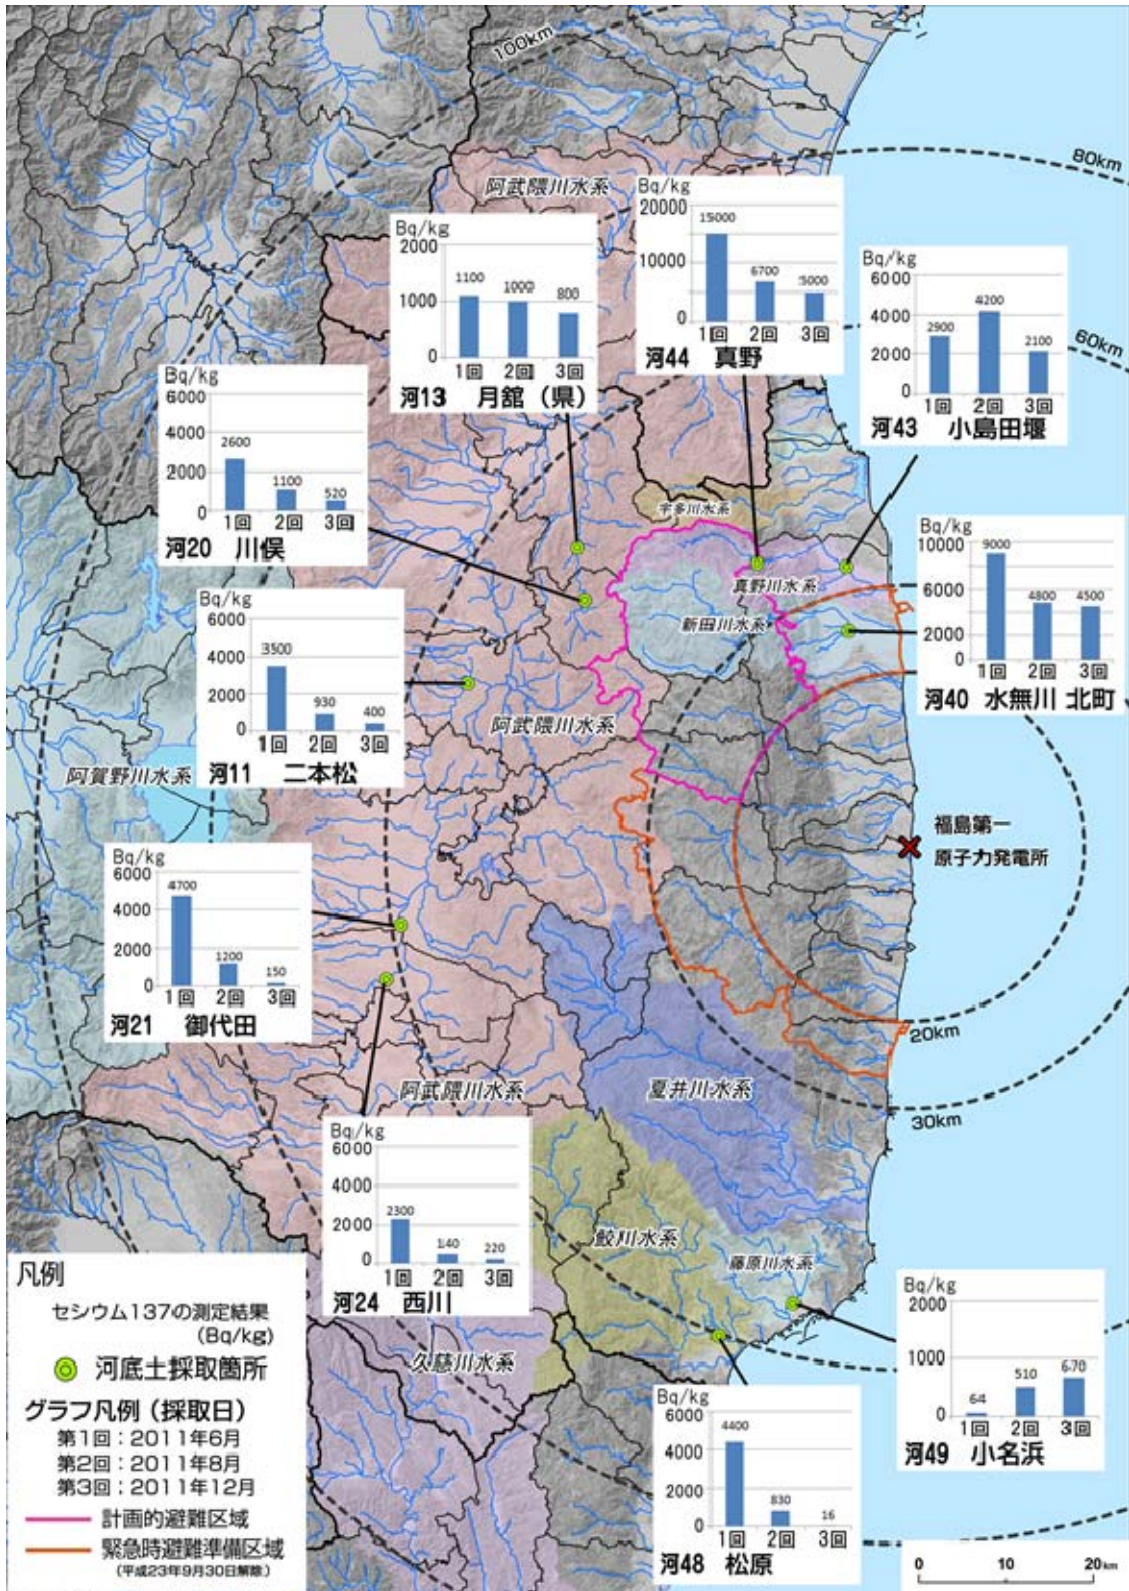 100km
80km
60km
阿武隈川水系
Bq/kg
20000
10000
0
15000
6700
5000
1回 2回 3回
河44 真野
Bq/kg
2000
1000
0
1100
1000
800
1回 2回 3回
河13 月舘（県）
Bq/kg
6000
4000
2000
0
2900
4200
2100
1回 2回 3回
河43 小島田堰
Bq/kg
6000
4000
2000
0
2600
1100
520
1回 2回 3回
河20 川俣
宇多川水系
真野川水系
新田川水系
Bq/kg
10000
8000
6000
4000
2000
0
9000
4800
4500
1回 2回 3回
河40 水無川 北町
Bq/kg
6000
4000
2000
0
3500
930
400
1回 2回 3回
河11 二本松
阿武隈川水系
阿賀野川水系
福島第一
原子力発電所
Bq/kg
6000
4000
2000
0
4700
1200
150
1回 2回 3回
河21 御代田
20km
30km
阿武隈川水系
夏井川水系
Bq/kg
6000
4000
2000
0
2300
440
220
1回 2回 3回
河24 西川
鮫川水系
藤原川水系
久慈川水系
Bq/kg
2000
1000
0
64
510
670
1回 2回 3回
河49 小名浜
Bq/kg
6000
4000
2000
0
4400
830
16
1回 2回 3回
河48 松原
凡例
セシウム137の測定結果
(Bq/kg)
河底土採取箇所
グラフ凡例（採取日）
第1回：2011年6月
第2回：2011年8月
第3回：2011年12月
計画的避難区域
緊急時避難準備区域
(平成23年9月30日解除)
0 10 20km